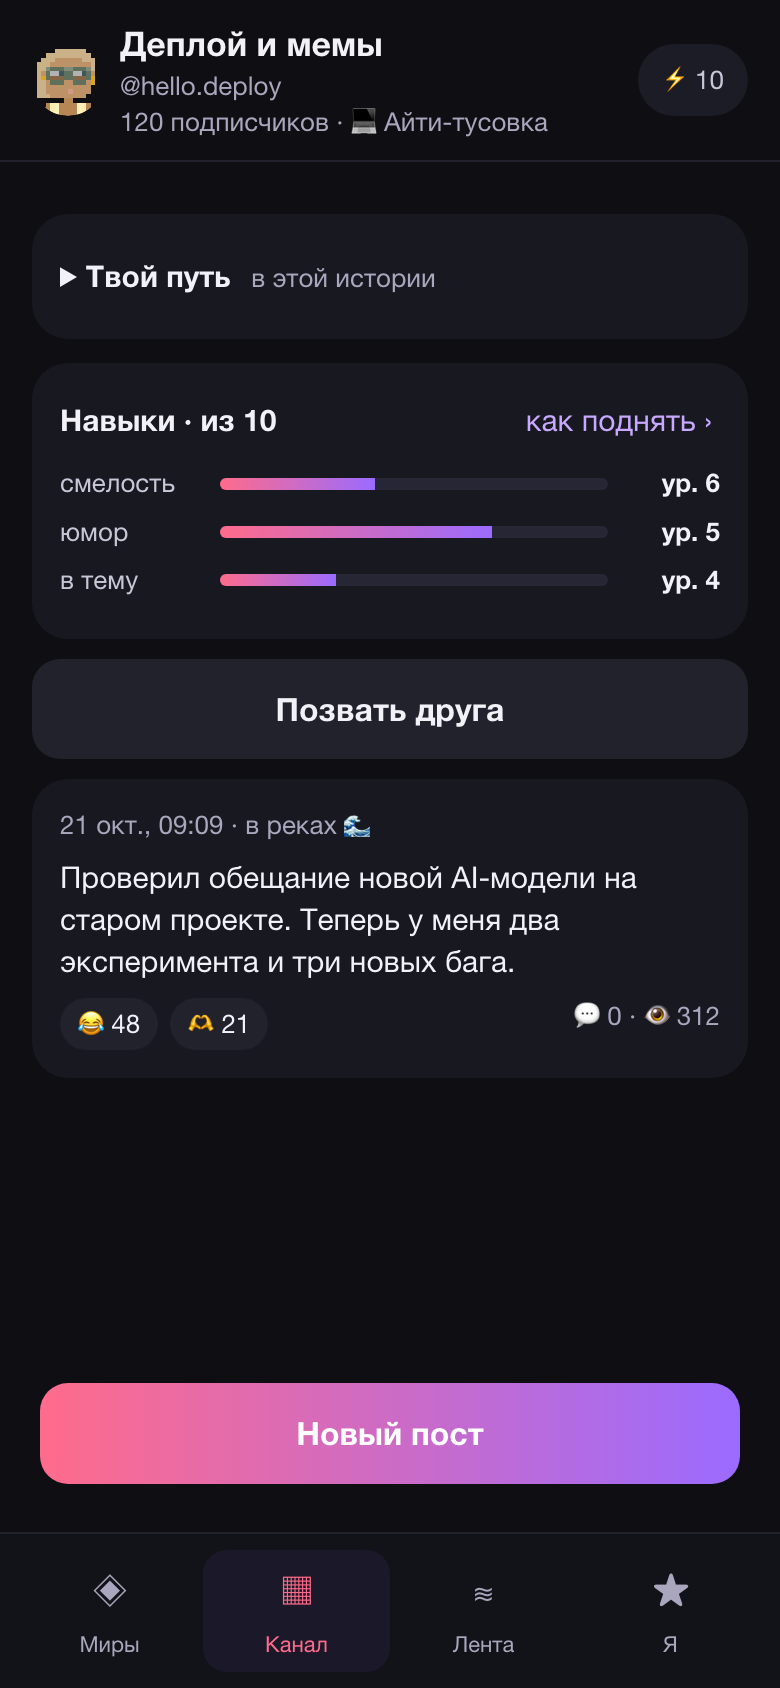 Деплой и мемы
@hello.deploy
120 подписчиков · 💻 Айти-тусовка
⚡ 10
▶ Твой путь в этой истории
Навыки · из 10
как поднять ›
смелость ур. 6
юмор ур. 5
в тему ур. 4
Позвать друга
21 окт., 09:09 · в реках 🌊
Проверил обещание новой AI-модели на
старом проекте. Теперь у меня два
эксперимента и три новых бага.
😂 48 🫶 21 💬 0 · 👁️ 312
Новый пост
Миры Канал Лента Я